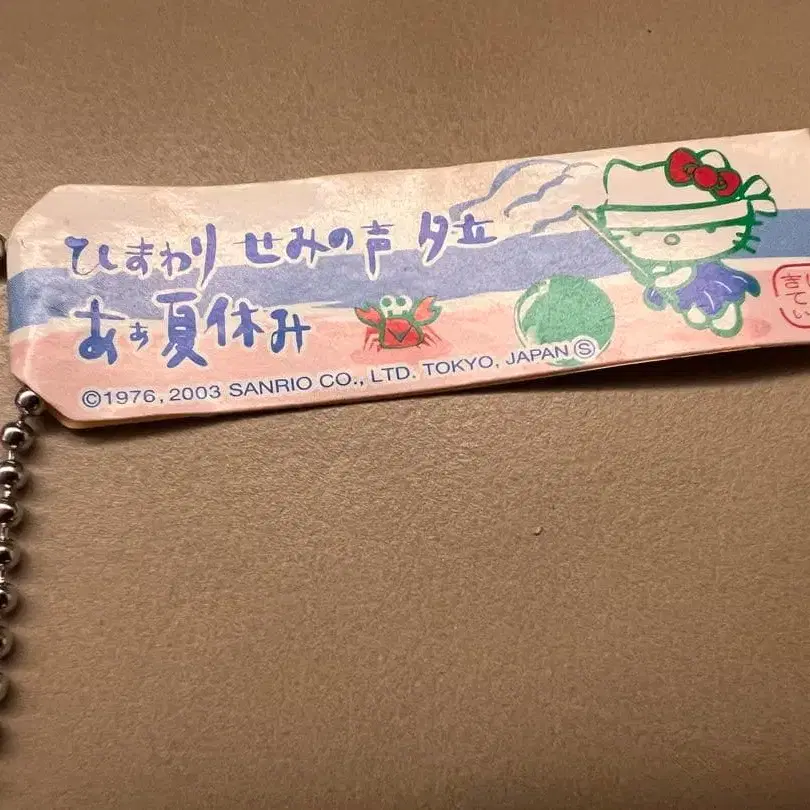 ひまわり せみの声 夕立
あぁ夏休み
©1976, 2003 SANRIO CO., LTD. TOKYO, JAPAN Ⓢ